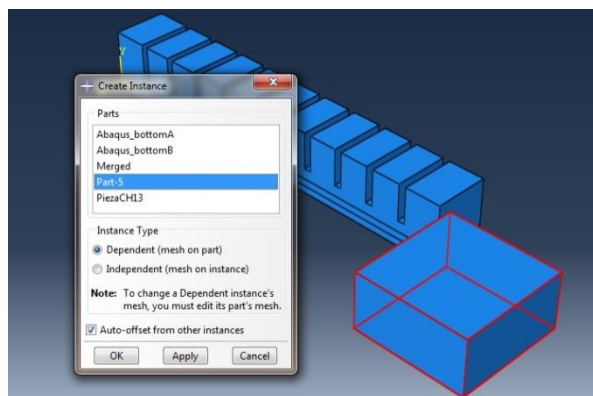 Y
Create Instance
Parts
Abaqus_bottomA
Abaqus_bottomB
Merged
Part-5
PiezaCH13
Instance Type
Dependent (mesh on part)
Independent (mesh on instance)
Note: To change a Dependent instance's
mesh, you must edit its part's mesh.
Auto-offset from other instances
OK Apply Cancel